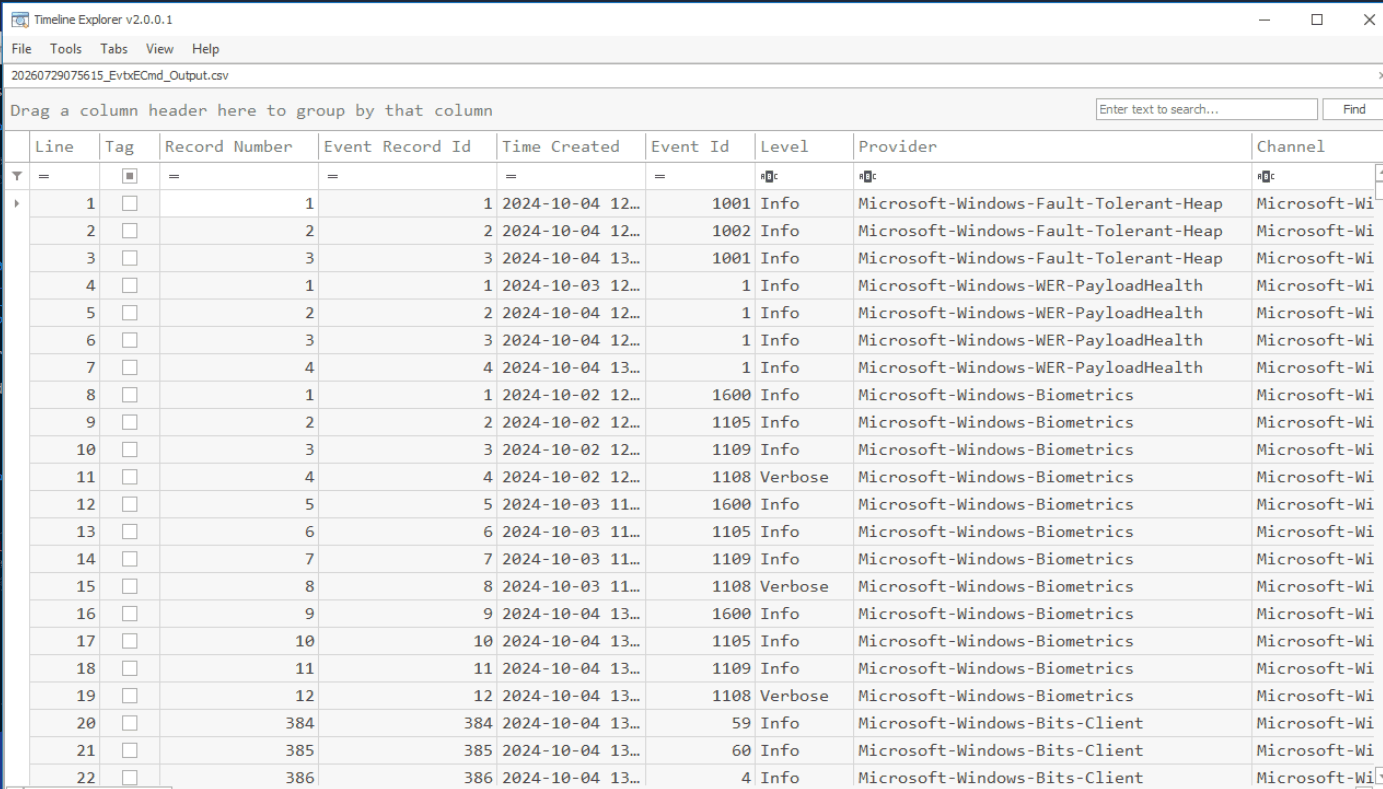 Timeline Explorer v2.0.0.1
File Tools Tabs View Help
20260729075615_EvtxECmd_Output.csv
Drag a column header here to group by that column
Enter text to search... Find
Line Tag Record Number Event Record Id Time Created Event Id Level Provider Channel
= = = = =
1 1 1 2024-10-04 12… 1001 Info Microsoft-Windows-Fault-Tolerant-Heap Microsoft-Wi
2 2 2 2024-10-04 12… 1002 Info Microsoft-Windows-Fault-Tolerant-Heap Microsoft-Wi
3 3 3 2024-10-04 13… 1001 Info Microsoft-Windows-Fault-Tolerant-Heap Microsoft-Wi
4 1 1 2024-10-03 12… 1 Info Microsoft-Windows-WER-PayloadHealth Microsoft-Wi
5 2 2 2024-10-04 12… 1 Info Microsoft-Windows-WER-PayloadHealth Microsoft-Wi
6 3 3 2024-10-04 12… 1 Info Microsoft-Windows-WER-PayloadHealth Microsoft-Wi
7 4 4 2024-10-04 13… 1 Info Microsoft-Windows-WER-PayloadHealth Microsoft-Wi
8 1 1 2024-10-02 12… 1600 Info Microsoft-Windows-Biometrics Microsoft-Wi
9 2 2 2024-10-02 12… 1105 Info Microsoft-Windows-Biometrics Microsoft-Wi
10 3 3 2024-10-02 12… 1109 Info Microsoft-Windows-Biometrics Microsoft-Wi
11 4 4 2024-10-02 12… 1108 Verbose Microsoft-Windows-Biometrics Microsoft-Wi
12 5 5 2024-10-03 11… 1600 Info Microsoft-Windows-Biometrics Microsoft-Wi
13 6 6 2024-10-03 11… 1105 Info Microsoft-Windows-Biometrics Microsoft-Wi
14 7 7 2024-10-03 11… 1109 Info Microsoft-Windows-Biometrics Microsoft-Wi
15 8 8 2024-10-03 11… 1108 Verbose Microsoft-Windows-Biometrics Microsoft-Wi
16 9 9 2024-10-04 13… 1600 Info Microsoft-Windows-Biometrics Microsoft-Wi
17 10 10 2024-10-04 13… 1105 Info Microsoft-Windows-Biometrics Microsoft-Wi
18 11 11 2024-10-04 13… 1109 Info Microsoft-Windows-Biometrics Microsoft-Wi
19 12 12 2024-10-04 13… 1108 Verbose Microsoft-Windows-Biometrics Microsoft-Wi
20 384 384 2024-10-04 13… 59 Info Microsoft-Windows-Bits-Client Microsoft-Wi
21 385 385 2024-10-04 13… 60 Info Microsoft-Windows-Bits-Client Microsoft-Wi
22 386 386 2024-10-04 13… 4 Info Microsoft-Windows-Bits-Client Microsoft-Wi